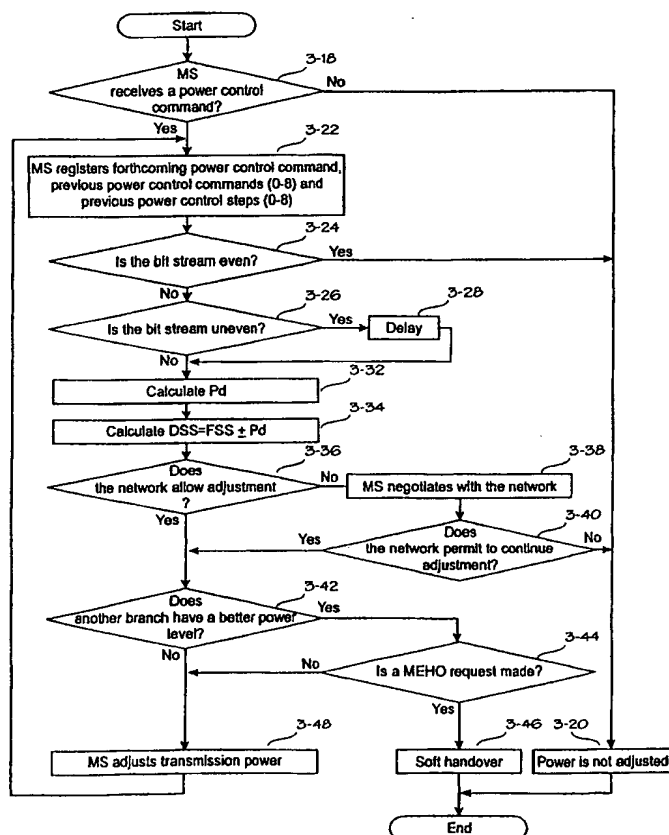 Start
3-18
MS
receives a power control
command?
No
Yes
3-22
MS registers forthcoming power control command,
previous power control commands (0-8) and
previous power control steps (0-8)
3-24
Is the bit stream even?
Yes
No
3-26
3-28
Is the bit stream uneven?
Yes
Delay
No
3-32
Calculate Pd
3-34
Calculate DSS=FSS ± Pd
3-36
3-38
Does
the network allow adjustment
?
No
MS negotiates with the network
Yes
3-40
Does
the network permit to continue
adjustment?
Yes
No
3-42
Does
another branch have a better power
level?
Yes
No
3-44
Is a MEHO request made?
No
Yes
3-48
3-46
3-20
MS adjusts transmission power
Soft handover
Power is not adjusted
End